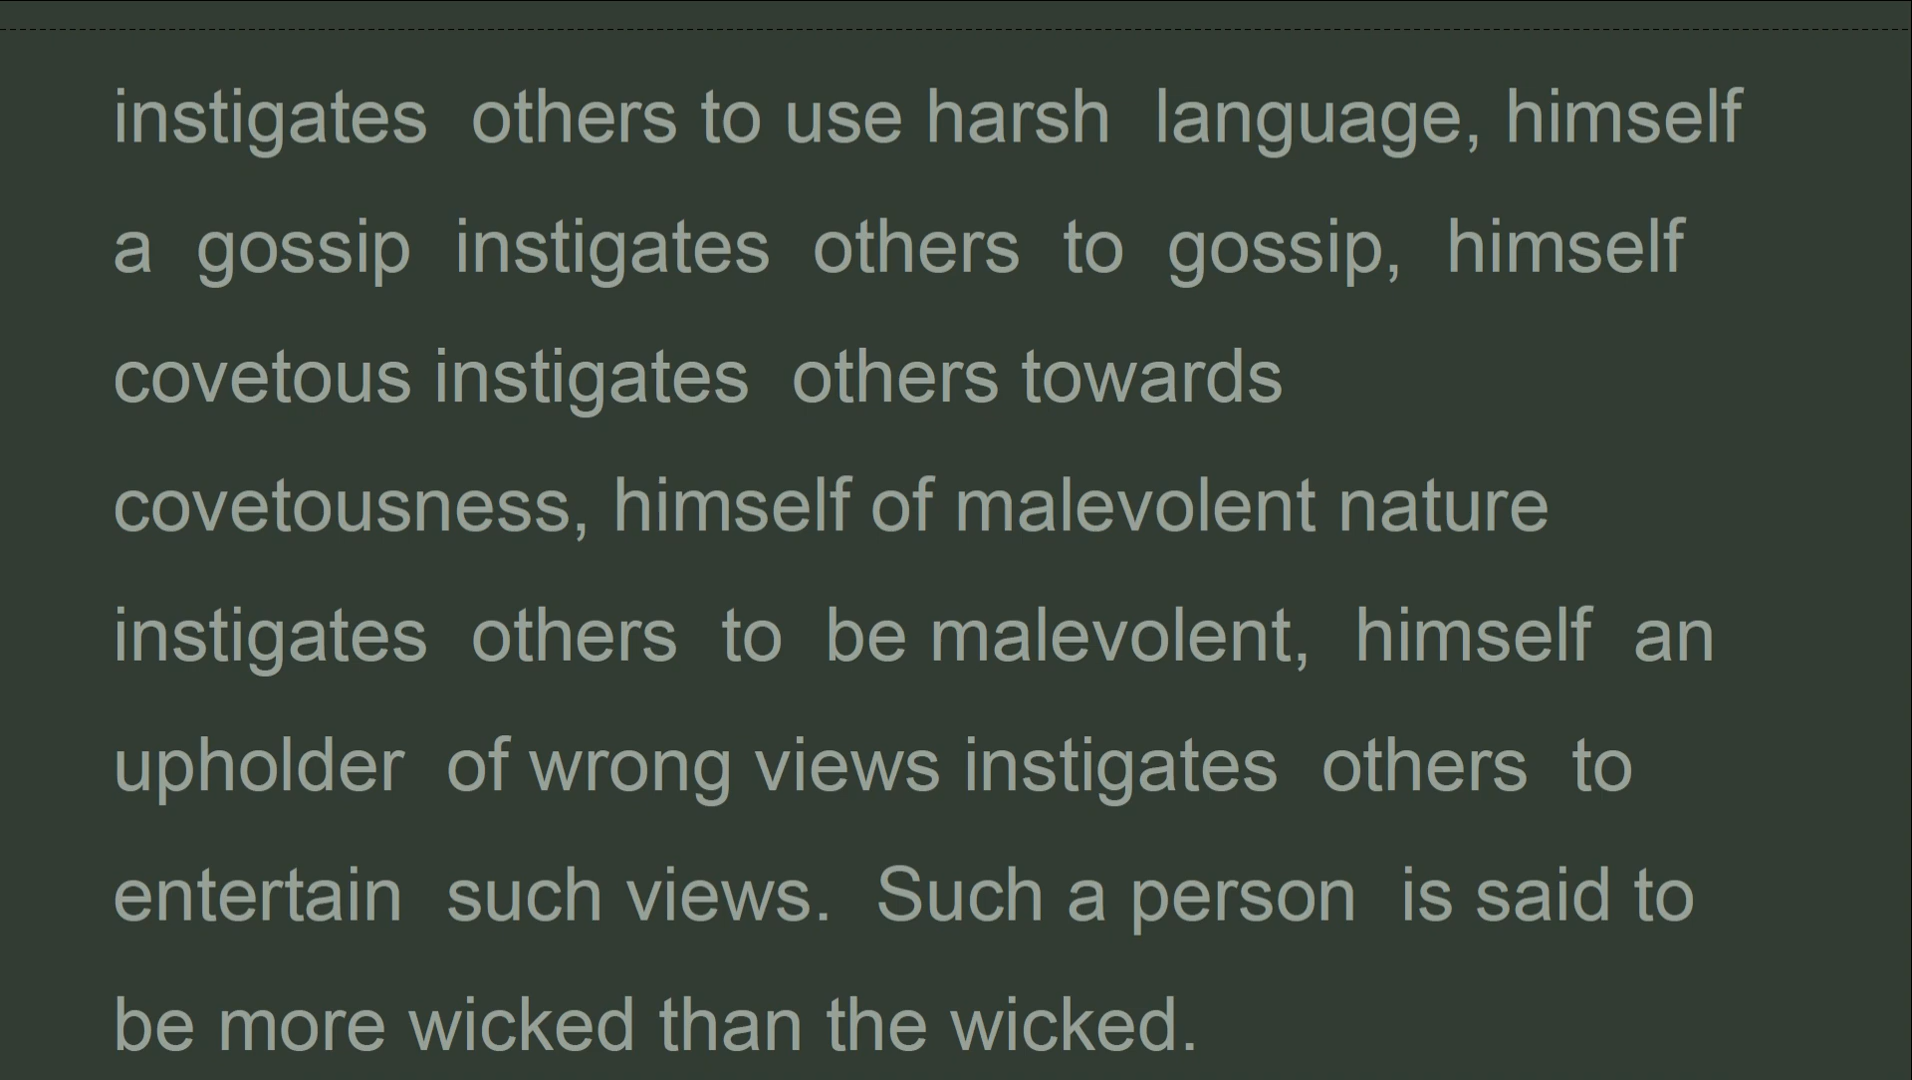 instigates others to use harsh language, himself
a gossip instigates others to gossip, himself
covetous instigates others towards
covetousness, himself of malevolent nature
instigates others to be malevolent, himself an
upholder of wrong views instigates others to
entertain such views. Such a person is said to
be more wicked than the wicked.